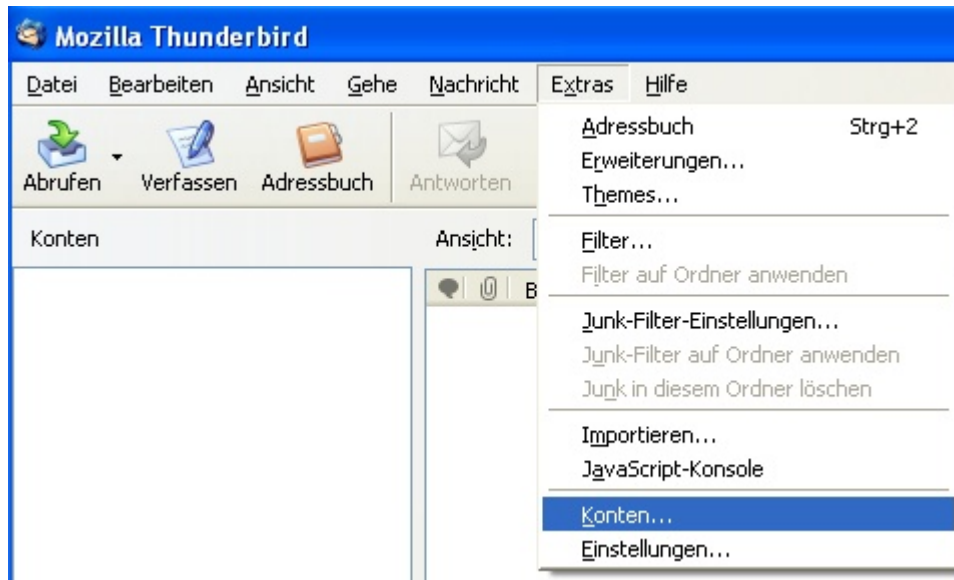 Mozilla Thunderbird
Datei Bearbeiten Ansicht Gehe Nachricht Extras Hilfe
Abrufen Verfassen Adressbuch Antworten
Konten Ansicht:
B
Adressbuch Strg+2
Erweiterungen...
Themes...
Filter...
Filter auf Ordner anwenden
Junk-Filter-Einstellungen...
Junk-Filter auf Ordner anwenden
Junk in diesem Ordner löschen
Importieren...
JavaScript-Konsole
Konten...
Einstellungen...